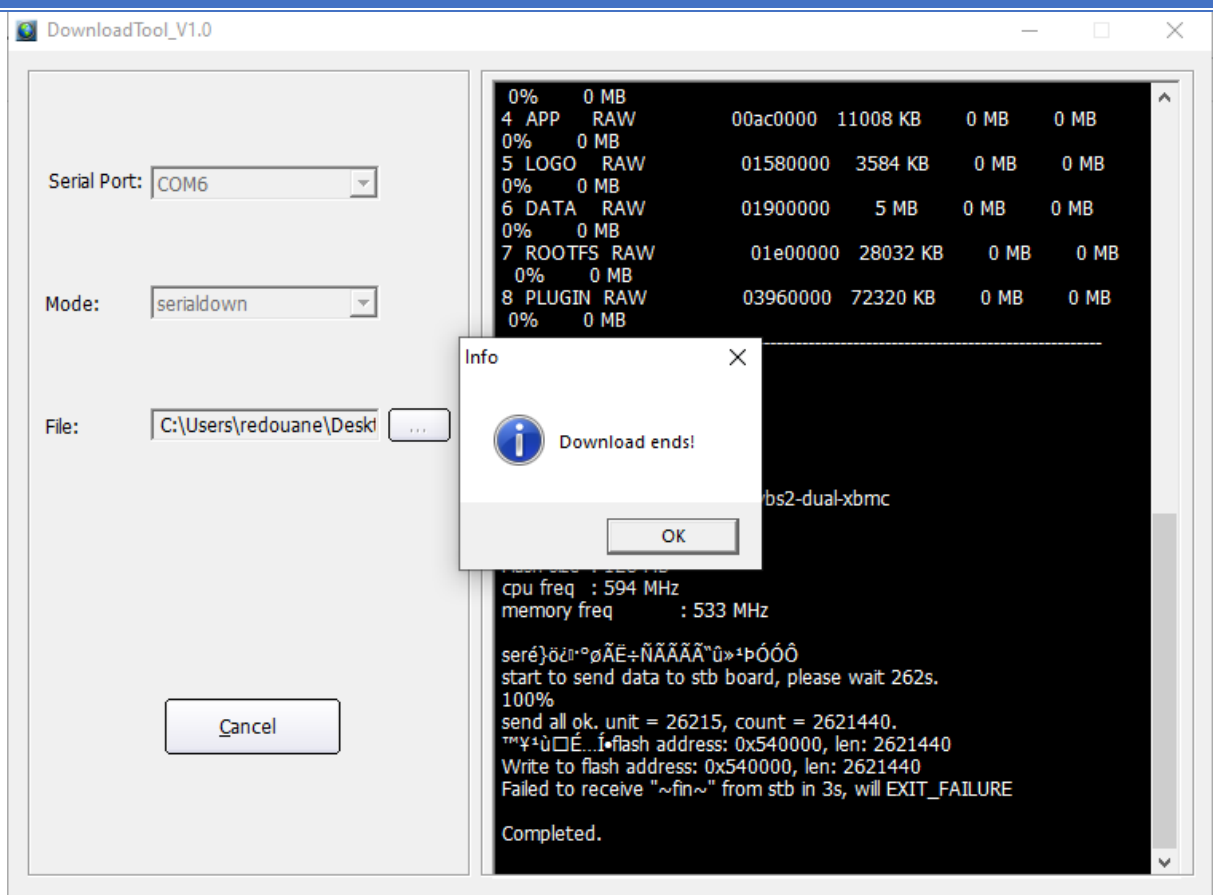 DownloadTool_V1.0
Serial Port:
COM6
Mode:
serialdown
File:
C:\Users\redouane\Deskt
...
Cancel
0% 0 MB
4 APP RAW 00ac0000 11008 KB 0 MB 0 MB
0% 0 MB
5 LOGO RAW 01580000 3584 KB 0 MB 0 MB
0% 0 MB
6 DATA RAW 01900000 5 MB 0 MB 0 MB
0% 0 MB
7 ROOTFS RAW 01e00000 28032 KB 0 MB 0 MB
0% 0 MB
8 PLUGIN RAW 03960000 72320 KB 0 MB 0 MB
0% 0 MB
Info
Download ends!
OK
bs2-dual-xbmc
cpu freq : 594 MHz
memory freq : 533 MHz
start to send data to stb board, please wait 262s.
100%
send all ok. unit = 26215, count = 2621440.
flash address: 0x540000, len: 2621440
Write to flash address: 0x540000, len: 2621440
Failed to receive "~fin~" from stb in 3s, will EXIT_FAILURE
Completed.